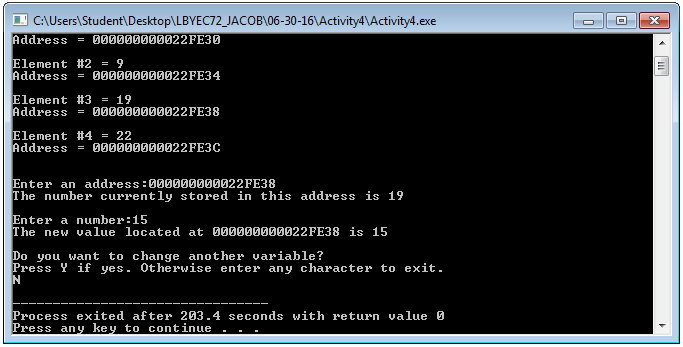 C:\Users\Student\Desktop\LBYEC72_JACOB\06-30-16\Activity4\Activity4.exe
Address = 000000000022FE30
Element #2 = 9
Address = 000000000022FE34
Element #3 = 19
Address = 000000000022FE38
Element #4 = 22
Address = 000000000022FE3C
Enter an address:000000000022FE38
The number currently stored in this address is 19
Enter a number:15
The new value located at 000000000022FE38 is 15
Do you want to change another variable?
Press Y if yes. Otherwise enter any character to exit.
N
--------------------------------
Process exited after 203.4 seconds with return value 0
Press any key to continue . . .